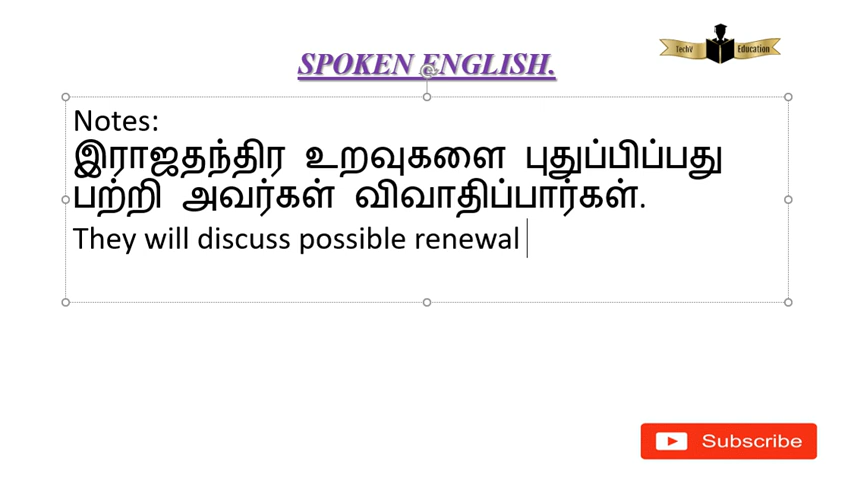 SPOKEN ENGLISH.
TechV Education
Notes:
இராஜதந்திர உறவுகளை புதுப்பிப்பது
பற்றி அவர்கள் விவாதிப்பார்கள்.
They will discuss possible renewal
Subscribe